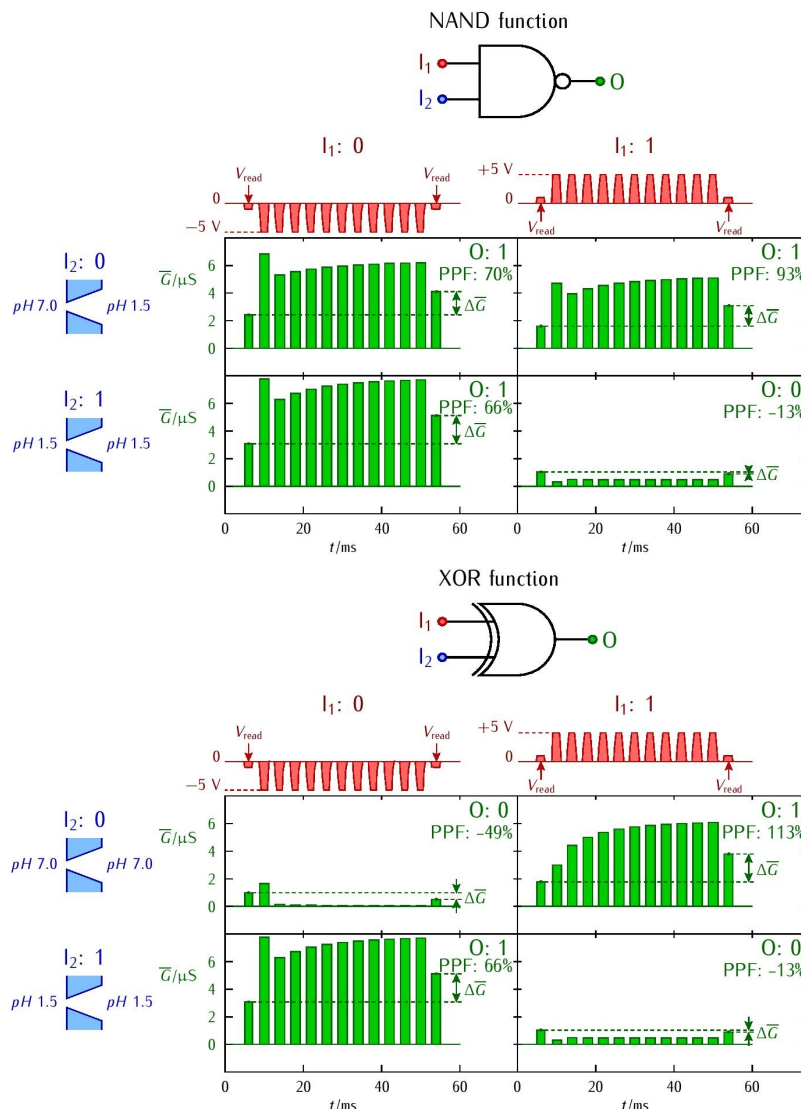 NAND function
I1
I2
O
I1: 0
I1: 1
Vread
Vread
+5 V
0
0
−5 V
Vread
Vread
I2: 0
pH 7.0
pH 1.5
G/μS
6
4
2
0
O: 1
PPF: 70%
ΔG
O: 1
PPF: 93%
ΔG
I2: 1
pH 1.5
pH 1.5
G/μS
6
4
2
0
O: 1
PPF: 66%
ΔG
O: 0
PPF: -13%
ΔG
0 20 40 60 0 20 40 60
t/ms
t/ms
XOR function
I1
I2
O
I1: 0
I1: 1
Vread
Vread
+5 V
0
0
−5 V
Vread
Vread
I2: 0
pH 7.0
pH 7.0
G/μS
6
4
2
0
O: 0
PPF: -49%
ΔG
O: 1
PPF: 113%
ΔG
I2: 1
pH 1.5
pH 1.5
G/μS
6
4
2
0
O: 1
PPF: 66%
ΔG
O: 0
PPF: -13%
ΔG
0 20 40 60 0 20 40 60
t/ms
t/ms